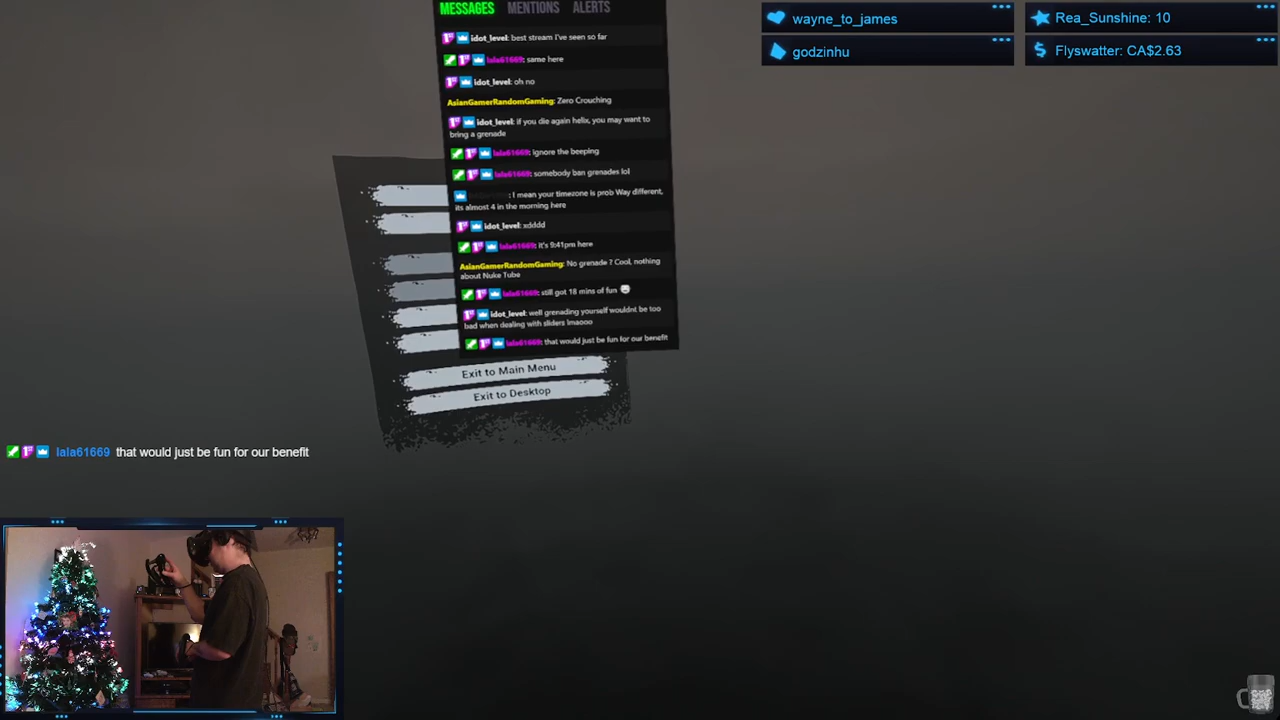 MESSAGES MENTIONS ALERTS
idot_level: best stream I've seen so far
lala61669: same here
idot_level: oh no
AsianGamerRandomGaming: Zero Crouching
idot_level: if you die again helix, you may want to
bring a grenade
lala61669: ignore the beeping
lala61669: somebody ban grenades lol
: I mean your timezone is prob Way different,
its almost 4 in the morning here
idot_level: xdddd
lala61669: it's 9:41pm here
AsianGamerRandomGaming: No grenade ? Cool, nothing
about Nuke Tube
lala61669: still got 18 mins of fun
idot_level: well grenading yourself wouldnt be too
bad when dealing with sliders lmaooo
lala61669: that would just be fun for our benefit
Exit to Main Menu
Exit to Desktop
wayne_to_james
Rea_Sunshine: 10
godzinhu
Flyswatter: CA$2.63
lala61669 that would just be fun for our benefit